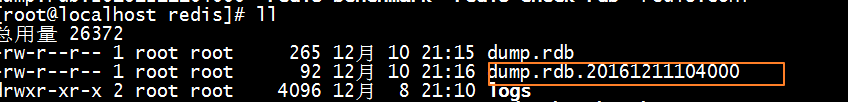 [root@localhost redis]# ll
总用量 26372
-rw-r--r-- 1 root root     265 12月  10 21:15 dump.rdb
-rw-r--r-- 1 root root      92 12月  10 21:16 dump.rdb.20161211104000
drwxr-xr-x 2 root root    4096 12月   8 21:10 logs